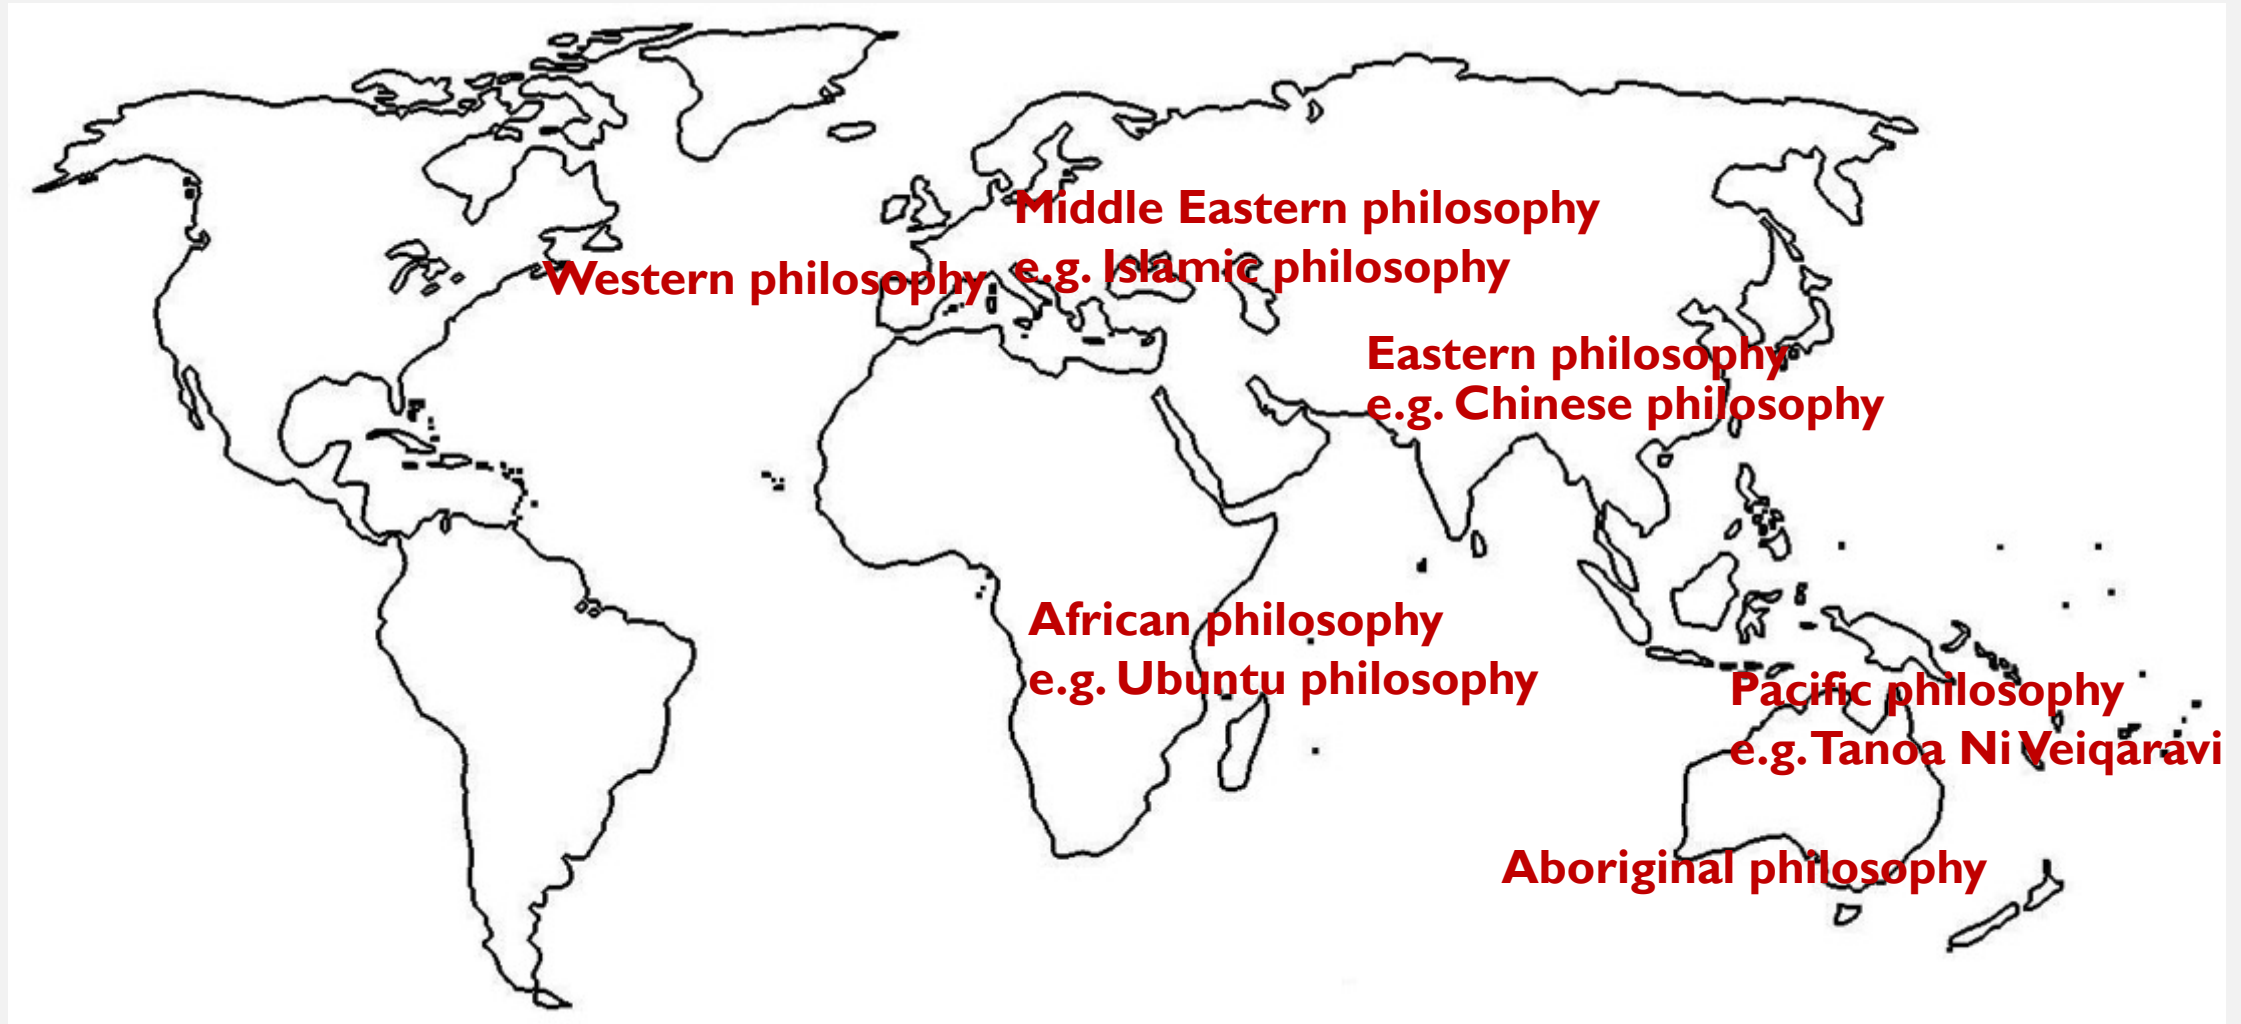 Middle Eastern philosophy
e.g. Islamic philosophy
Western philosophy
Eastern philosophy
e.g. Chinese philosophy
African philosophy
e.g. Ubuntu philosophy
Pacific philosophy
e.g. Tanoa Ni Veiqaravi
Aboriginal philosophy